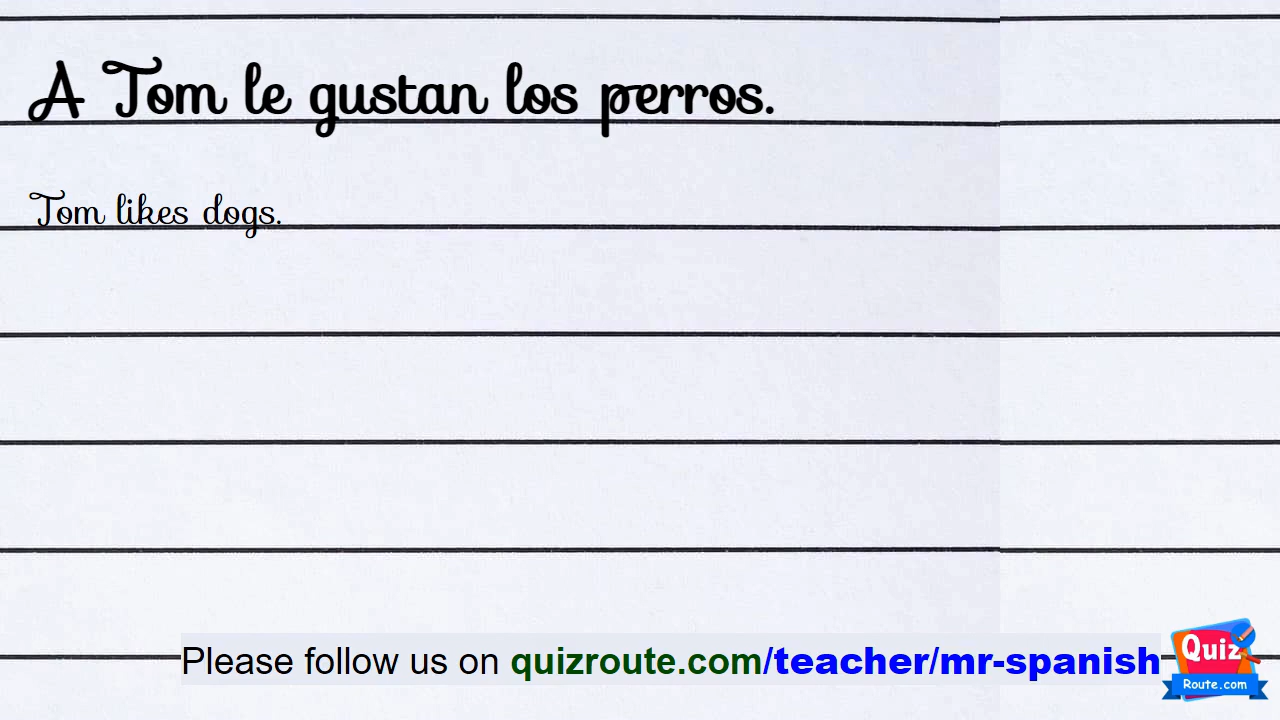 A Tom le gustan los perros.
Tom likes dogs.
Please follow us on quizroute.com/teacher/mr-spanish
Quiz
Route.com